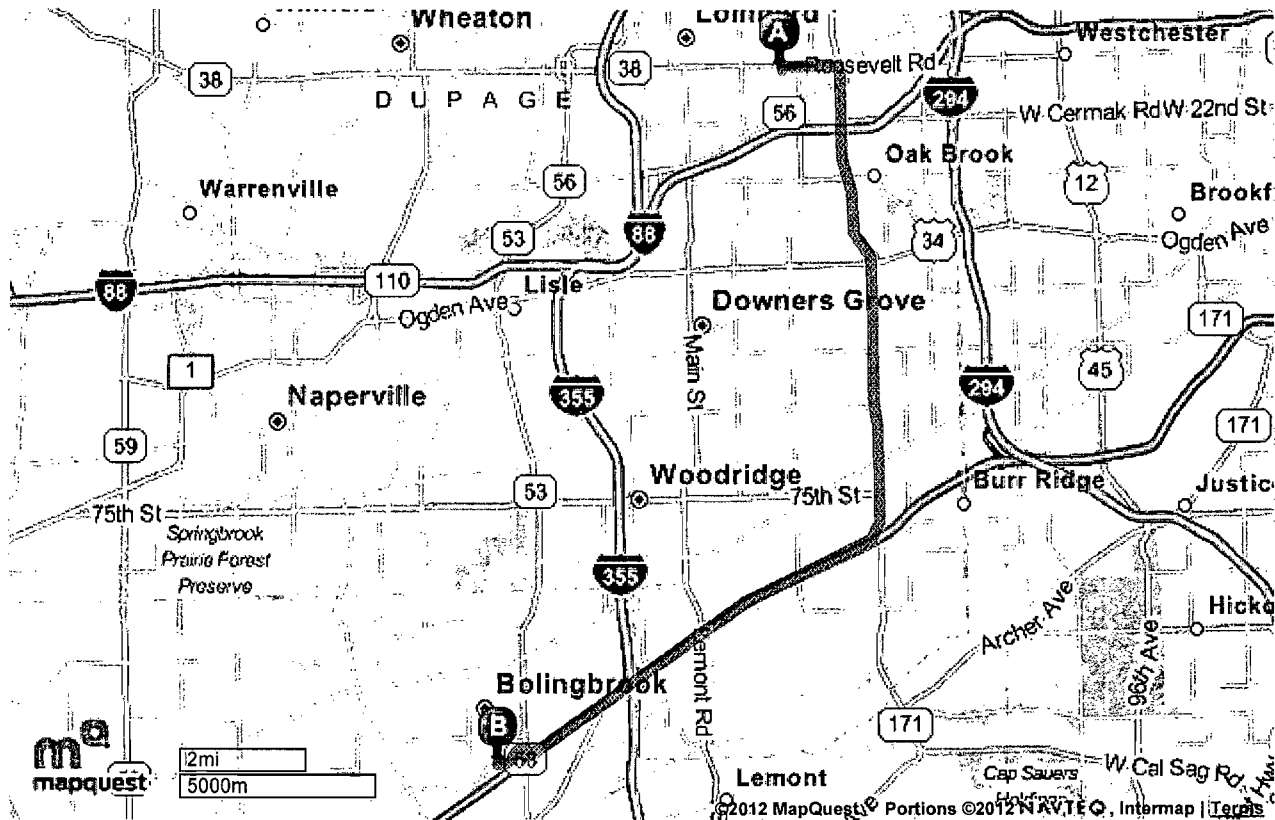 Wheaton
Lombard
A
Westchester
38
38
Roosevelt Rd
294
DUPAGE
56
W Cermak Rd W 22nd St
Oak Brook
56
12
Warrenville
Brookf
53
88
34
Ogden Ave
110
Lisle
88
Downers Grove
Ogden Ave
171
Main St
1
45
Naperville
355
294
59
171
Woodridge
Burr Ridge
53
75th St
Justic
75th St
Springbrook
Prairie Forest
Preserve
355
Hicko
Archer Ave
96th Ave
Lemont Rd
Bolingbrook
B
171
mapquest
2mi
5000m
W Cal Sag Rd
Cap Sauers
Lemont
©2012 MapQuest Portions ©2012 NAVTEQ, Intermap | Terms